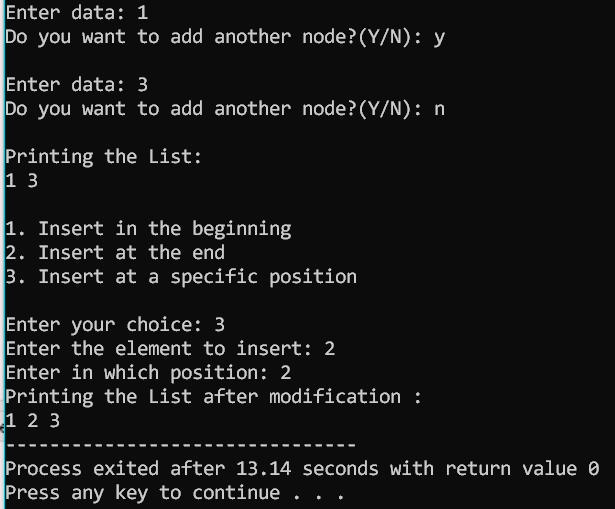 Enter data: 1
Do you want to add another node?(Y/N): y
Enter data: 3
Do you want to add another node?(Y/N): n
Printing the List:
1 3
1. Insert in the beginning
2. Insert at the end
3. Insert at a specific position
Enter your choice: 3
Enter the element to insert: 2
Enter in which position: 2
Printing the List after modification :
1 2 3
--------------------------------
Process exited after 13.14 seconds with return value 0
Press any key to continue . . .